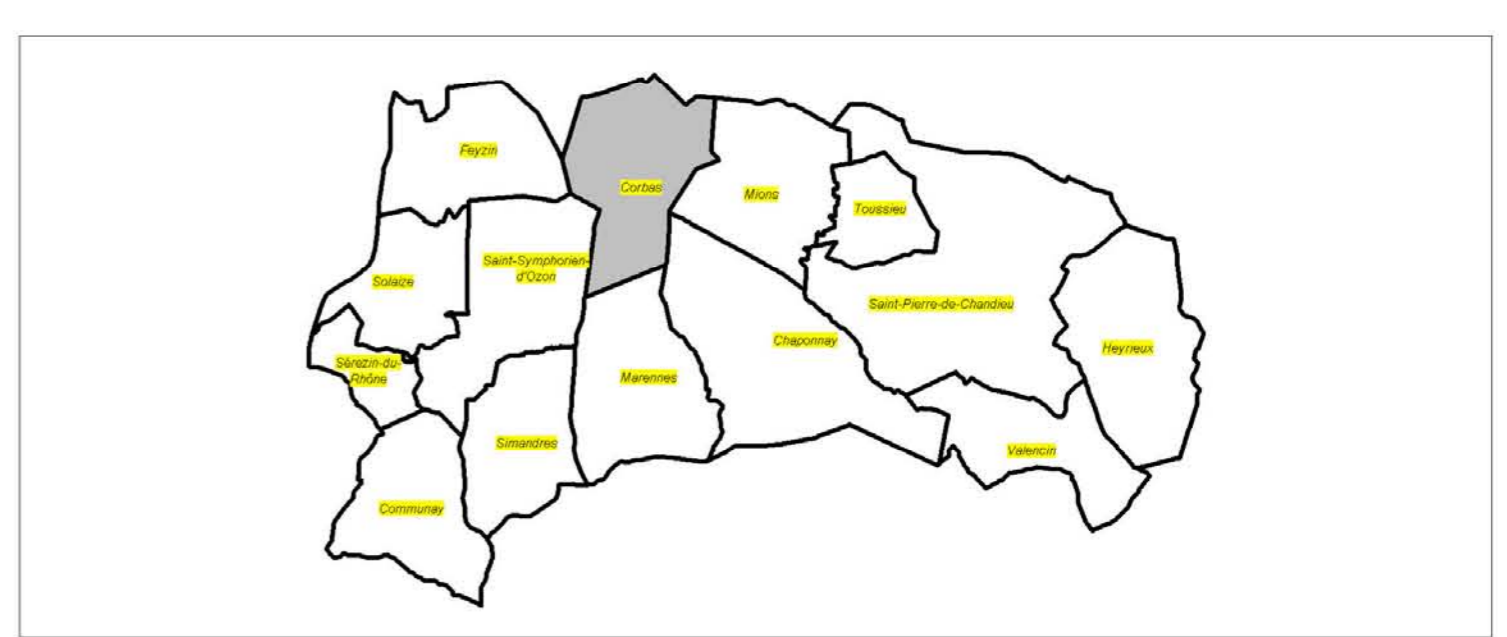 Feyzin
Corbas
Mions
Toussieu
Saint-Symphorien-
d'Ozon
Solaize
Saint-Pierre-de-Chandieu
Chaponnay
Heyrieux
Sérezin-du-
Rhône
Marennes
Simandres
Valencin
Communay